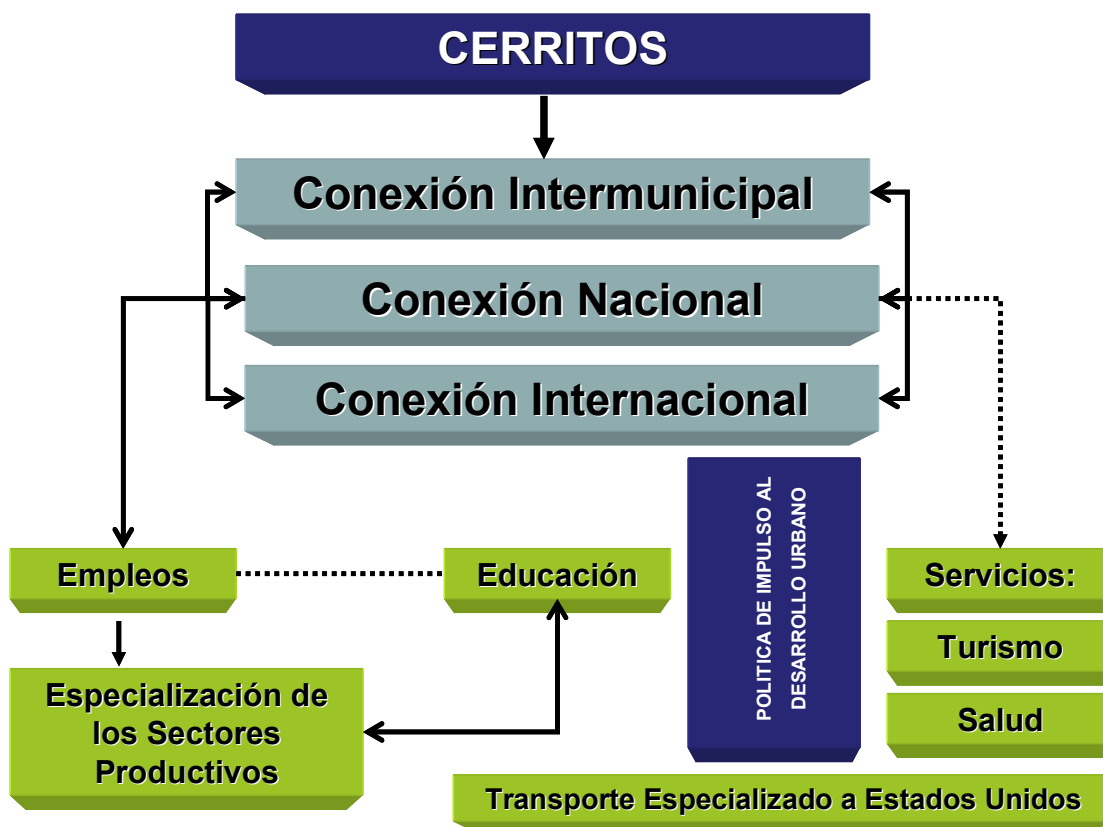 CERRITOS
Conexión Intermunicipal
Conexión Nacional
Conexión Internacional
POLITICA DE IMPULSO AL
DESARROLLO URBANO
Empleos
Educación
Servicios:
Turismo
Especialización de
los Sectores
Productivos
Salud
Transporte Especializado a Estados Unidos